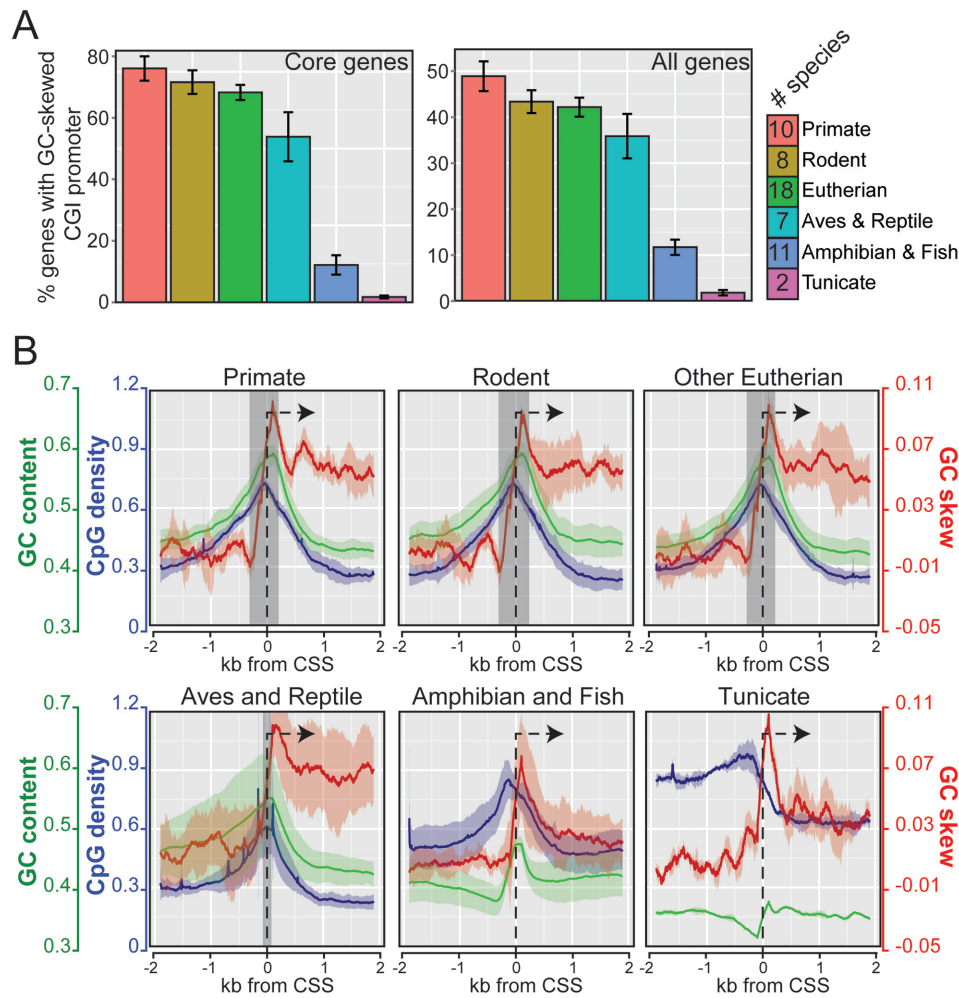 A
Core genes
All genes
# species
% genes with GC-skewed
CGI promoter
80
60
40
20
0
50
40
30
20
10
0
10 Primate
8 Rodent
18 Eutherian
7 Aves & Reptile
11 Amphibian & Fish
2 Tunicate
B
Primate
Rodent
Other Eutherian
GC content
0.7
0.6
0.5
0.4
0.3
CpG density
1.2
0.9
0.6
0.3
0
GC skew
0.11
0.07
0.03
-0.01
-0.05
-2 -1 0 1 2
kb from CSS
-2 -1 0 1 2
kb from CSS
-2 -1 0 1 2
kb from CSS
Aves and Reptile
Amphibian and Fish
Tunicate
GC content
0.7
0.6
0.5
0.4
0.3
CpG density
1.2
0.9
0.6
0.3
0
GC skew
0.11
0.07
0.03
-0.01
-0.05
-2 -1 0 1 2
kb from CSS
-2 -1 0 1 2
kb from CSS
-2 -1 0 1 2
kb from CSS